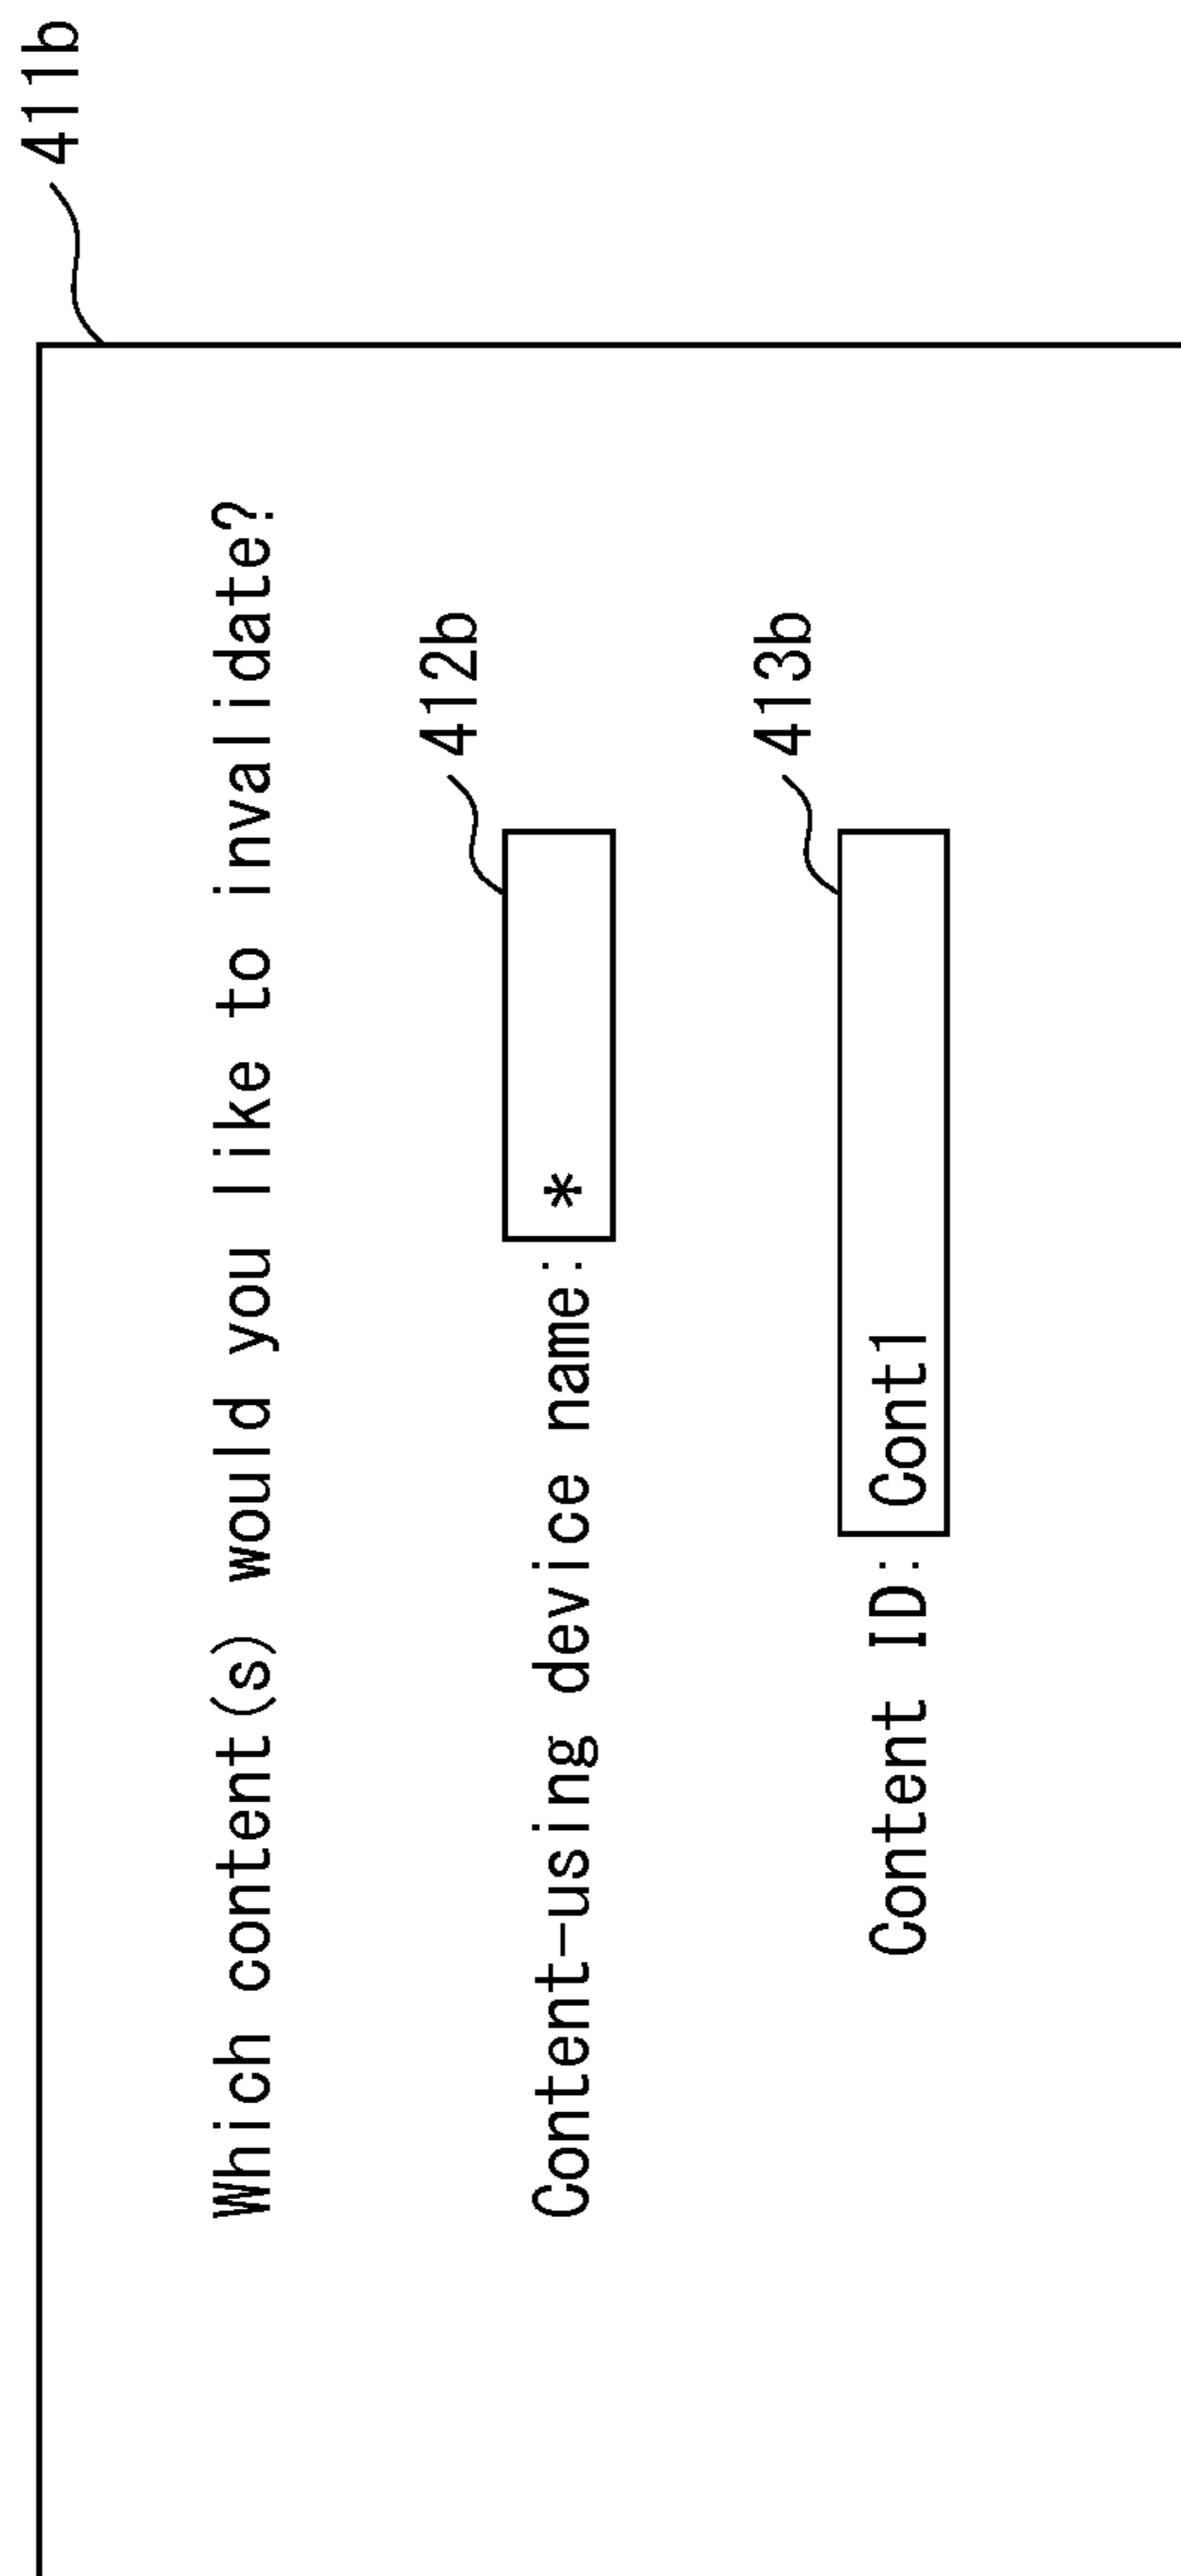 411b
Which content(s) would you like to invalidate?
412b
Content-using device name: *
413b
Content ID: Cont1